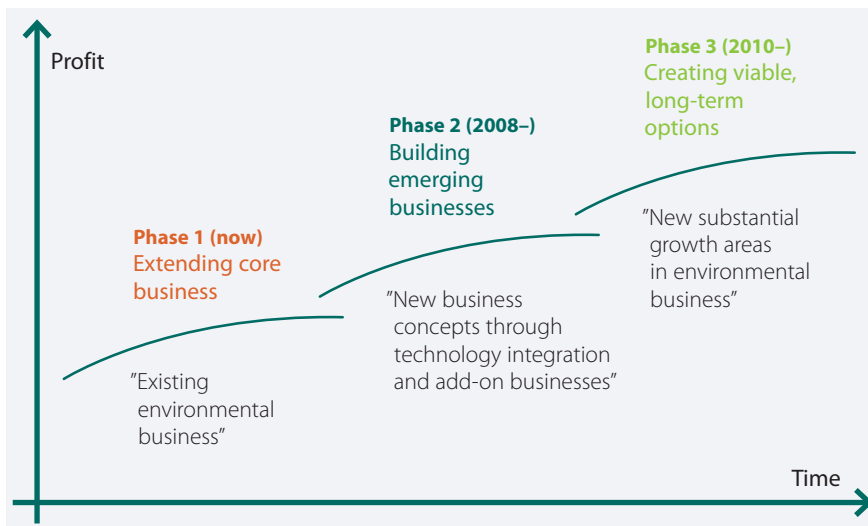 Profit
Phase 3 (2010–)
Creating viable,
long-term
options
Phase 2 (2008–)
Building
emerging
businesses
Phase 1 (now)
Extending core
business
”New substantial
growth areas
in environmental
business”
”New business
concepts through
technology integration
and add-on businesses”
”Existing
environmental
business”
Time